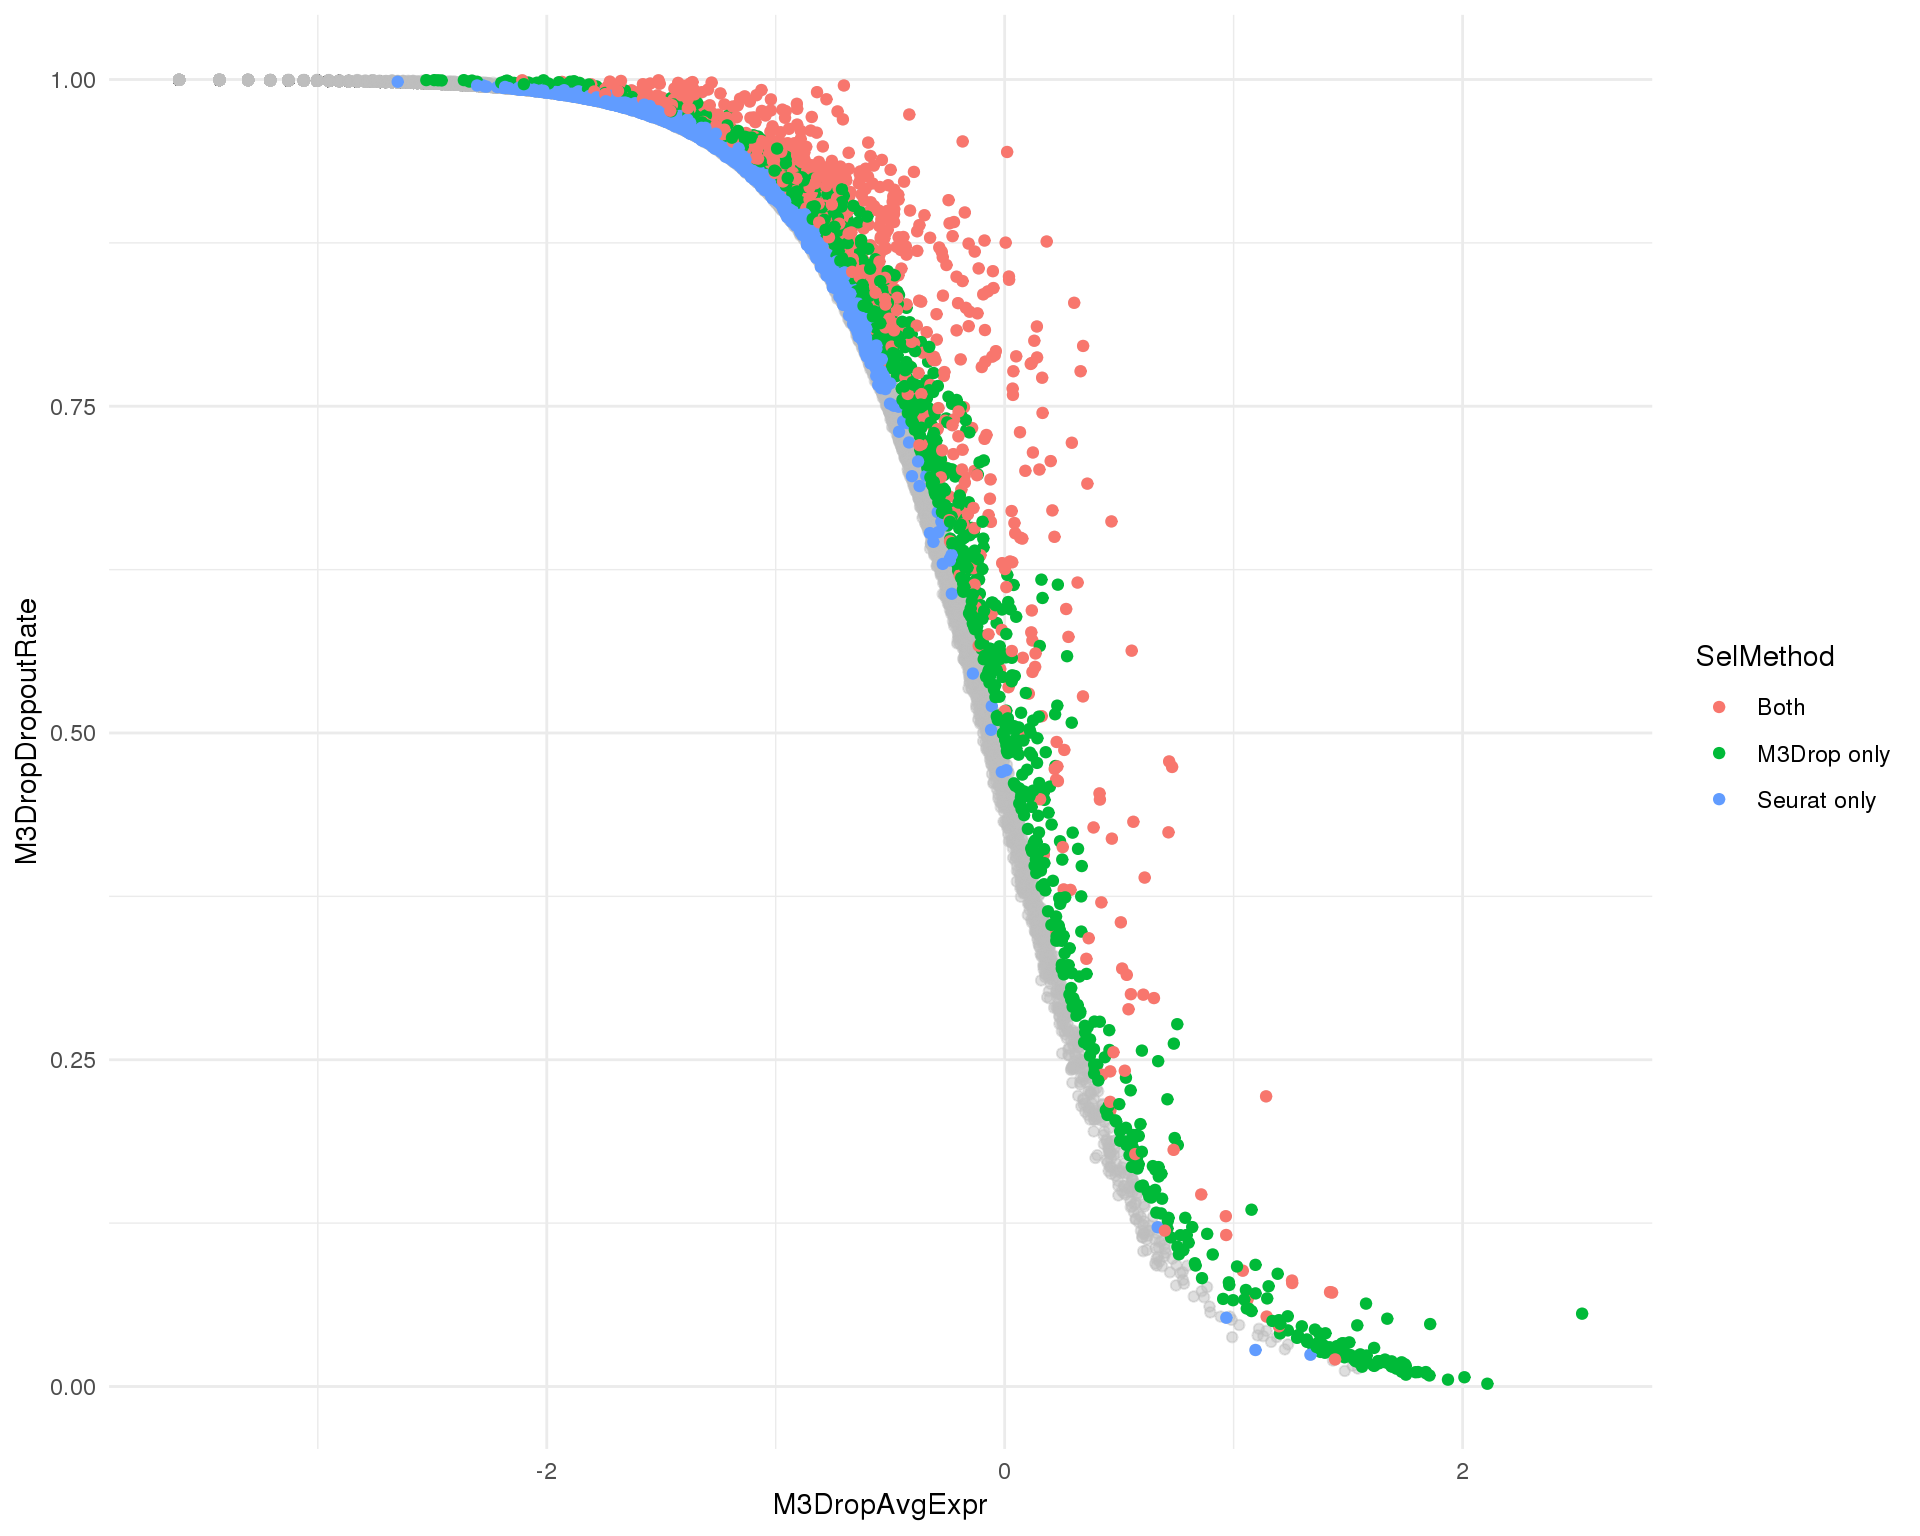 1.00
0.75
0.50
0.25
0.00
M3DropDropoutRate
-2
0
2
M3DropAvgExpr
SelMethod
Both
M3Drop only
Seurat only